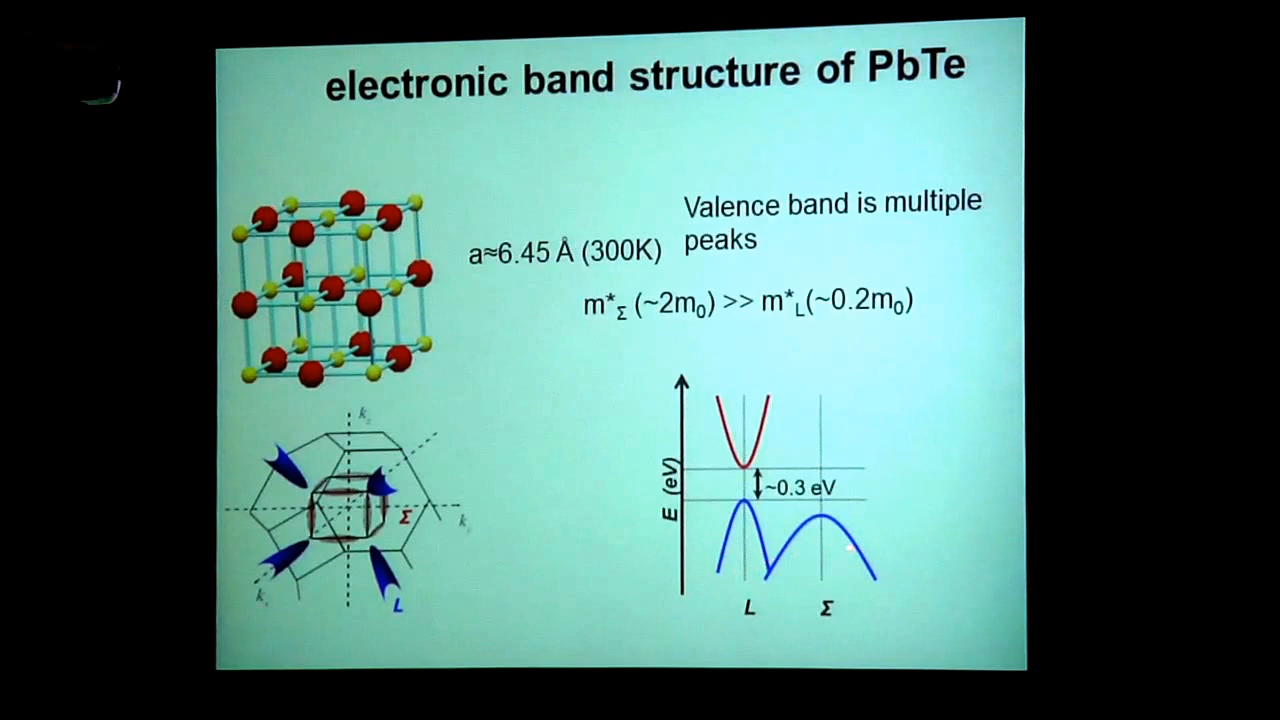 electronic band structure of PbTe
Valence band is multiple
peaks
a≈6.45 Å (300K)
m*Σ (~2m0) >> m*L(~0.2m0)
kz
Σ
L
E (eV)
~0.3 eV
L
Σ